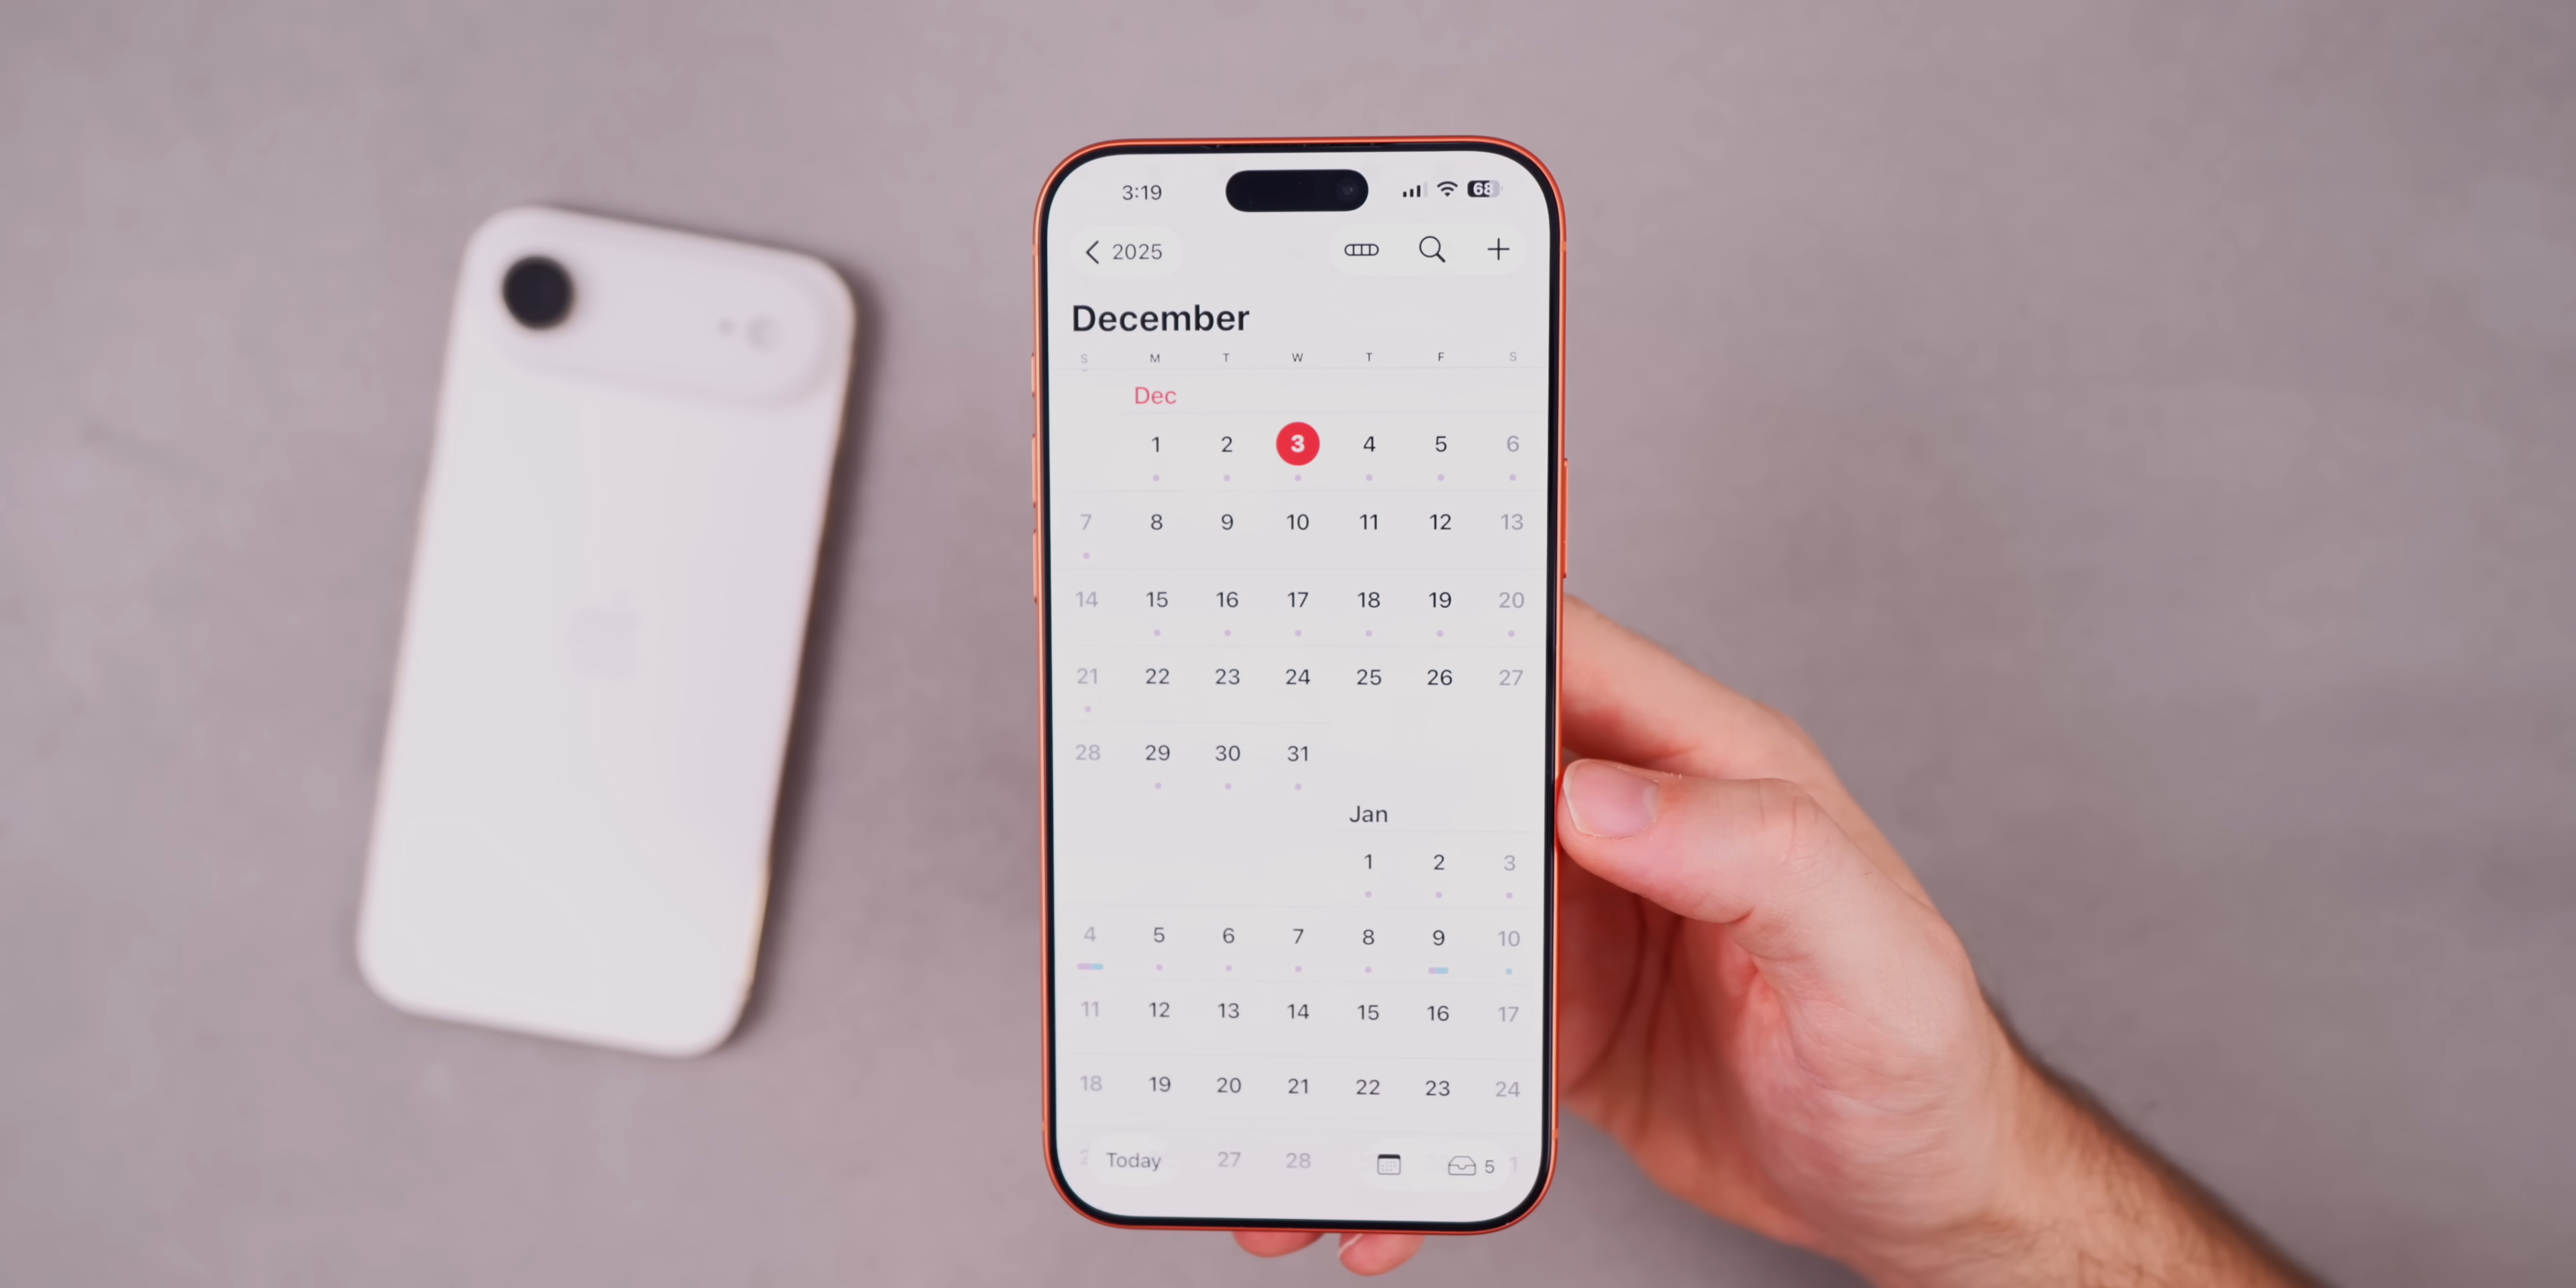 3:19 68
2025
December
S M T W T F S
Dec
1 2 3 4 5 6
7 8 9 10 11 12 13
14 15 16 17 18 19 20
21 22 23 24 25 26 27
28 29 30 31
Jan
1 2 3
4 5 6 7 8 9 10
11 12 13 14 15 16 17
18 19 20 21 22 23 24
Today 27 28 5 1